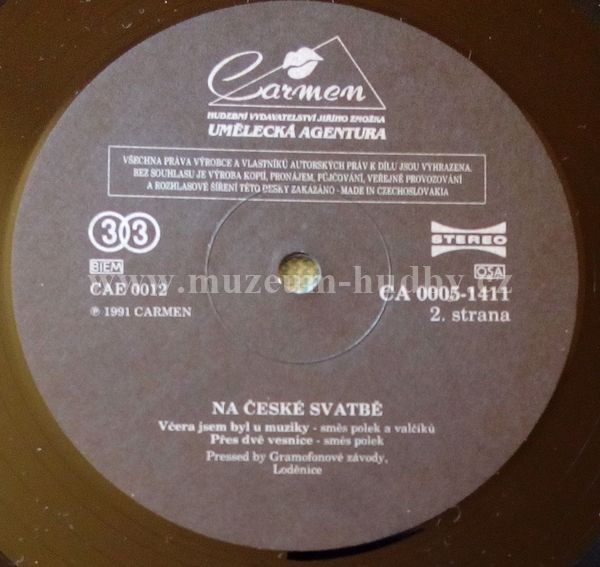 Carmen
HUDEBNÍ VYDAVATELSTVÍ JIŘÍHO ZMOŽKA
UMĚLECKÁ AGENTURA
VŠECHNA PRÁVA VÝROBCE A VLASTNÍKŮ AUTORSKÝCH PRÁV K DÍLU JSOU VYHRAZENA.
BEZ SOUHLASU JE VÝROBA KOPIÍ, PRONÁJEM, PŮJČOVÁNÍ, VEŘEJNÉ PROVOZOVÁNÍ
A ROZHLASOVÉ ŠÍŘENÍ TÉTO DESKY ZAKÁZÁNO - MADE IN CZECHOSLOVAKIA
33
STEREO
BIEM
OSA
www.muzeum-hudby.cz
CAE 0012
CA 0005-1411
℗ 1991 CARMEN
2. strana
NA ČESKÉ SVATBĚ
Včera jsem byl u muziky - směs polek a valčíků
Přes dvě vesnice - směs polek
Pressed by Gramofonové závody,
Loděnice